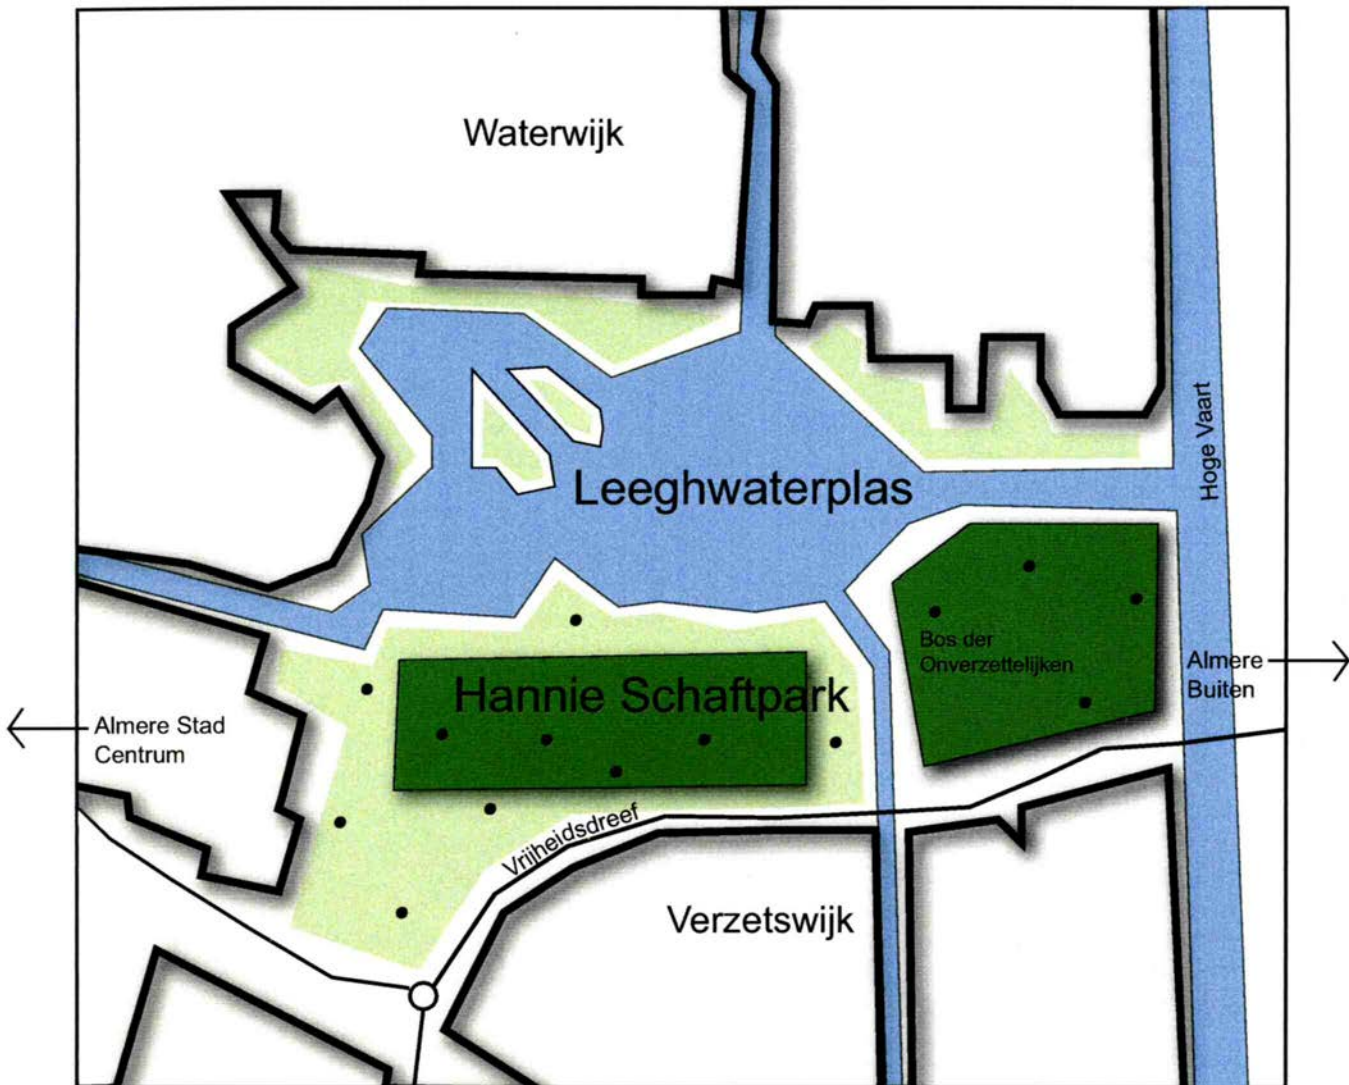 Waterwijk
Leeghwaterplas
Hoge Vaart
Bos der
Onverzettelijken
Almere
Buiten
Hannie Schaftpark
Almere Stad
Centrum
Vrijheidsdreef
Verzetswijk